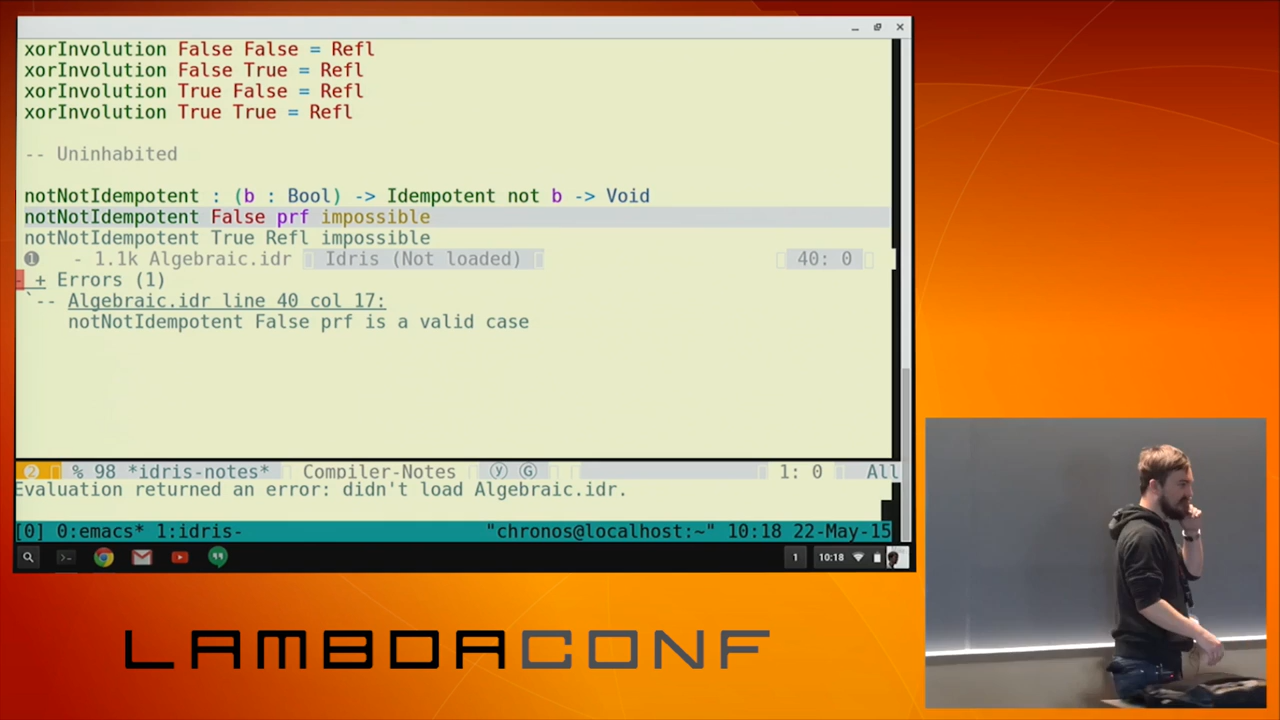 xorInvolution False False = Refl
xorInvolution False True = Refl
xorInvolution True False = Refl
xorInvolution True True = Refl
-- Uninhabited
notNotIdempotent : (b : Bool) -> Idempotent not b -> Void
notNotIdempotent False prf impossible
notNotIdempotent True Refl impossible
❶ - 1.1k Algebraic.idr Idris (Not loaded) 40: 0
- + Errors (1)
`-- Algebraic.idr line 40 col 17:
notNotIdempotent False prf is a valid case
❷ % 98 *idris-notes* Compiler-Notes ⓨ Ⓖ 1: 0 All
Evaluation returned an error: didn't load Algebraic.idr.
[0] 0:emacs* 1:idris- "chronos@localhost:~" 10:18 22-May-15
1 10:18
LAMBDACONF